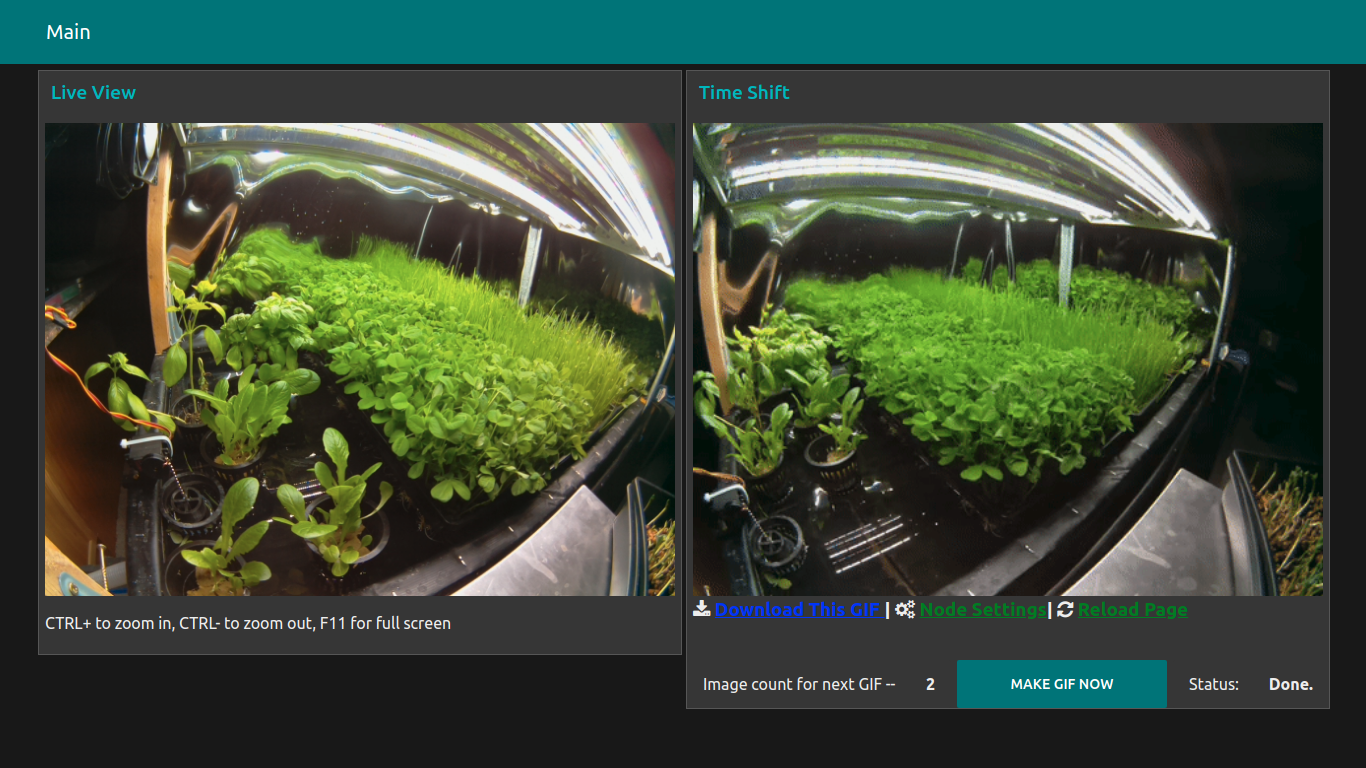 Main
Live View
CTRL+ to zoom in, CTRL- to zoom out, F11 for full screen
Time Shift
Download This GIF | Node Settings| Reload Page
Image count for next GIF -- 2 MAKE GIF NOW Status: Done.